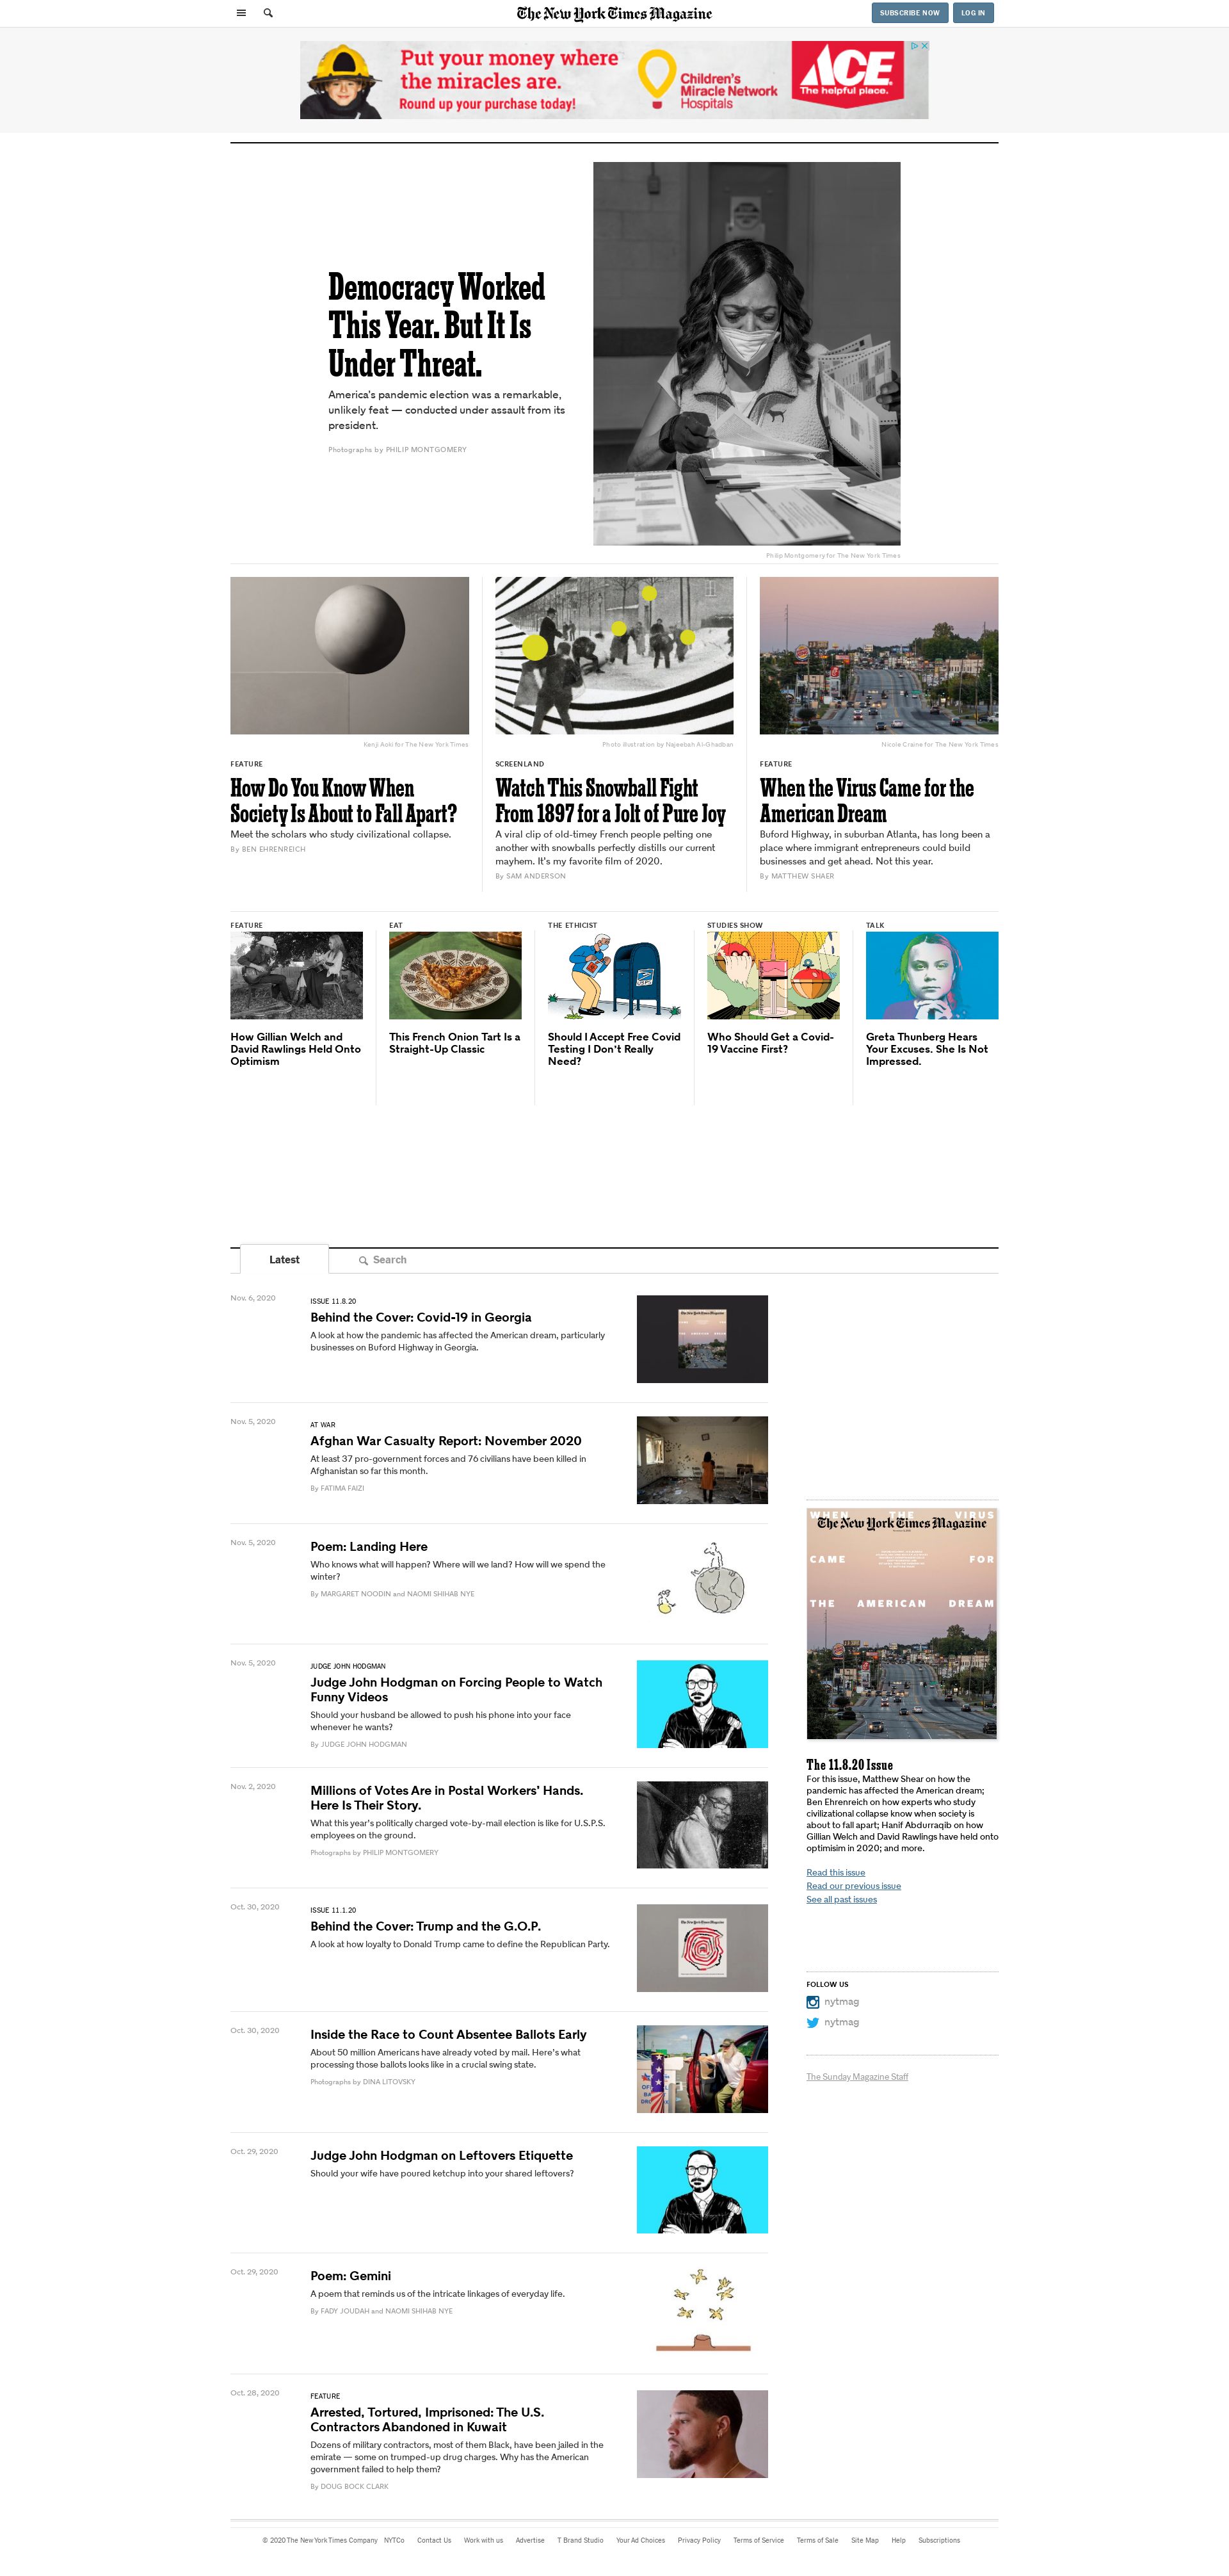 The New York Times Magazine
SUBSCRIBE NOW
LOG IN
Put your money where
the miracles are.
Round up your purchase today!
Children's
Miracle Network
Hospitals
ACE
The helpful place.
Democracy Worked
This Year. But It Is
Under Threat.
America's pandemic election was a remarkable,
unlikely feat — conducted under assault from its
president.
Photographs by PHILIP MONTGOMERY
Philip Montgomery for The New York Times
Kenji Aoki for The New York Times
FEATURE
How Do You Know When
Society Is About to Fall Apart?
Meet the scholars who study civilizational collapse.
By BEN EHRENREICH
Photo illustration by Najeebah Al-Ghadban
SCREENLAND
Watch This Snowball Fight
From 1897 for a Jolt of Pure Joy
A viral clip of old-timey French people pelting one
another with snowballs perfectly distills our current
mayhem. It's my favorite film of 2020.
By SAM ANDERSON
Nicole Craine for The New York Times
FEATURE
When the Virus Came for the
American Dream
Buford Highway, in suburban Atlanta, has long been a
place where immigrant entrepreneurs could build
businesses and get ahead. Not this year.
By MATTHEW SHAER
FEATURE
How Gillian Welch and
David Rawlings Held Onto
Optimism
EAT
This French Onion Tart Is a
Straight-Up Classic
THE ETHICIST
Should I Accept Free Covid
Testing I Don't Really
Need?
STUDIES SHOW
Who Should Get a Covid-
19 Vaccine First?
TALK
Greta Thunberg Hears
Your Excuses. She Is Not
Impressed.
Latest
Search
Nov. 6, 2020
ISSUE 11.8.20
Behind the Cover: Covid-19 in Georgia
A look at how the pandemic has affected the American dream, particularly
businesses on Buford Highway in Georgia.
Nov. 5, 2020
AT WAR
Afghan War Casualty Report: November 2020
At least 37 pro-government forces and 76 civilians have been killed in
Afghanistan so far this month.
By FATIMA FAIZI
Nov. 5, 2020
Poem: Landing Here
Who knows what will happen? Where will we land? How will we spend the
winter?
By MARGARET NOODIN and NAOMI SHIHAB NYE
Nov. 5, 2020
JUDGE JOHN HODGMAN
Judge John Hodgman on Forcing People to Watch
Funny Videos
Should your husband be allowed to push his phone into your face
whenever he wants?
By JUDGE JOHN HODGMAN
Nov. 2, 2020
Millions of Votes Are in Postal Workers' Hands.
Here Is Their Story.
What this year's politically charged vote-by-mail election is like for U.S.P.S.
employees on the ground.
Photographs by PHILIP MONTGOMERY
Oct. 30, 2020
ISSUE 11.1.20
Behind the Cover: Trump and the G.O.P.
A look at how loyalty to Donald Trump came to define the Republican Party.
Oct. 30, 2020
Inside the Race to Count Absentee Ballots Early
About 50 million Americans have already voted by mail. Here's what
processing those ballots looks like in a crucial swing state.
Photographs by DINA LITOVSKY
Oct. 29, 2020
Judge John Hodgman on Leftovers Etiquette
Should your wife have poured ketchup into your shared leftovers?
Oct. 29, 2020
Poem: Gemini
A poem that reminds us of the intricate linkages of everyday life.
By FADY JOUDAH and NAOMI SHIHAB NYE
Oct. 28, 2020
FEATURE
Arrested, Tortured, Imprisoned: The U.S.
Contractors Abandoned in Kuwait
Dozens of military contractors, most of them Black, have been jailed in the
emirate — some on trumped-up drug charges. Why has the American
government failed to help them?
By DOUG BOCK CLARK
WHEN THE VIRUS
The New York Times Magazine
CAME FOR
THE AMERICAN DREAM
The 11.8.20 Issue
For this issue, Matthew Shear on how the
pandemic has affected the American dream;
Ben Ehrenreich on how experts who study
civilizational collapse know when society is
about to fall apart; Hanif Abdurraqib on how
Gillian Welch and David Rawlings have held onto
optimisim in 2020; and more.
Read this issue
Read our previous issue
See all past issues
FOLLOW US
nytmag
nytmag
The Sunday Magazine Staff
© 2020 The New York Times Company NYTCo Contact Us Work with us Advertise T Brand Studio Your Ad Choices Privacy Policy Terms of Service Terms of Sale Site Map Help Subscriptions